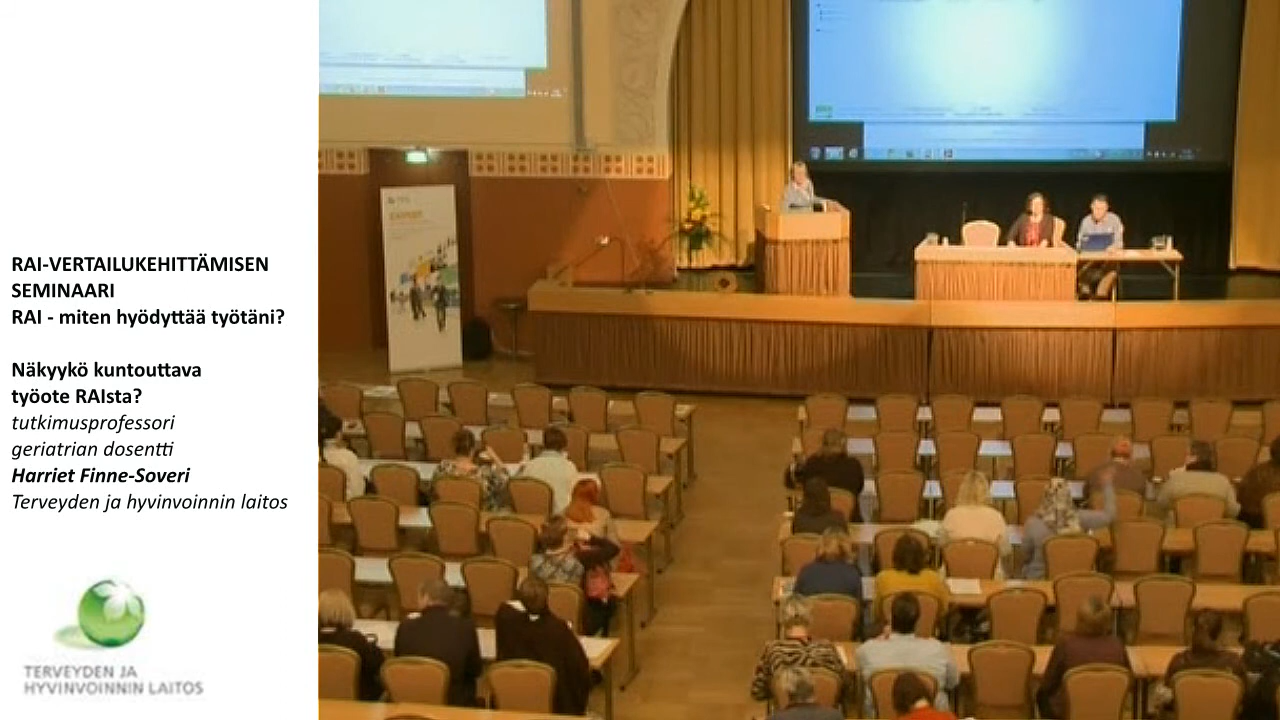 RAI-VERTAILUKEHITTÄMISEN
SEMINAARI
RAI - miten hyödyttää työtäni?
Näkyykö kuntouttava
työote RAIsta?
tutkimusprofessori
geriatrian dosentti
Harriet Finne-Soveri
Terveyden ja hyvinvoinnin laitos
TERVEYDEN JA
HYVINVOINNIN LAITOS